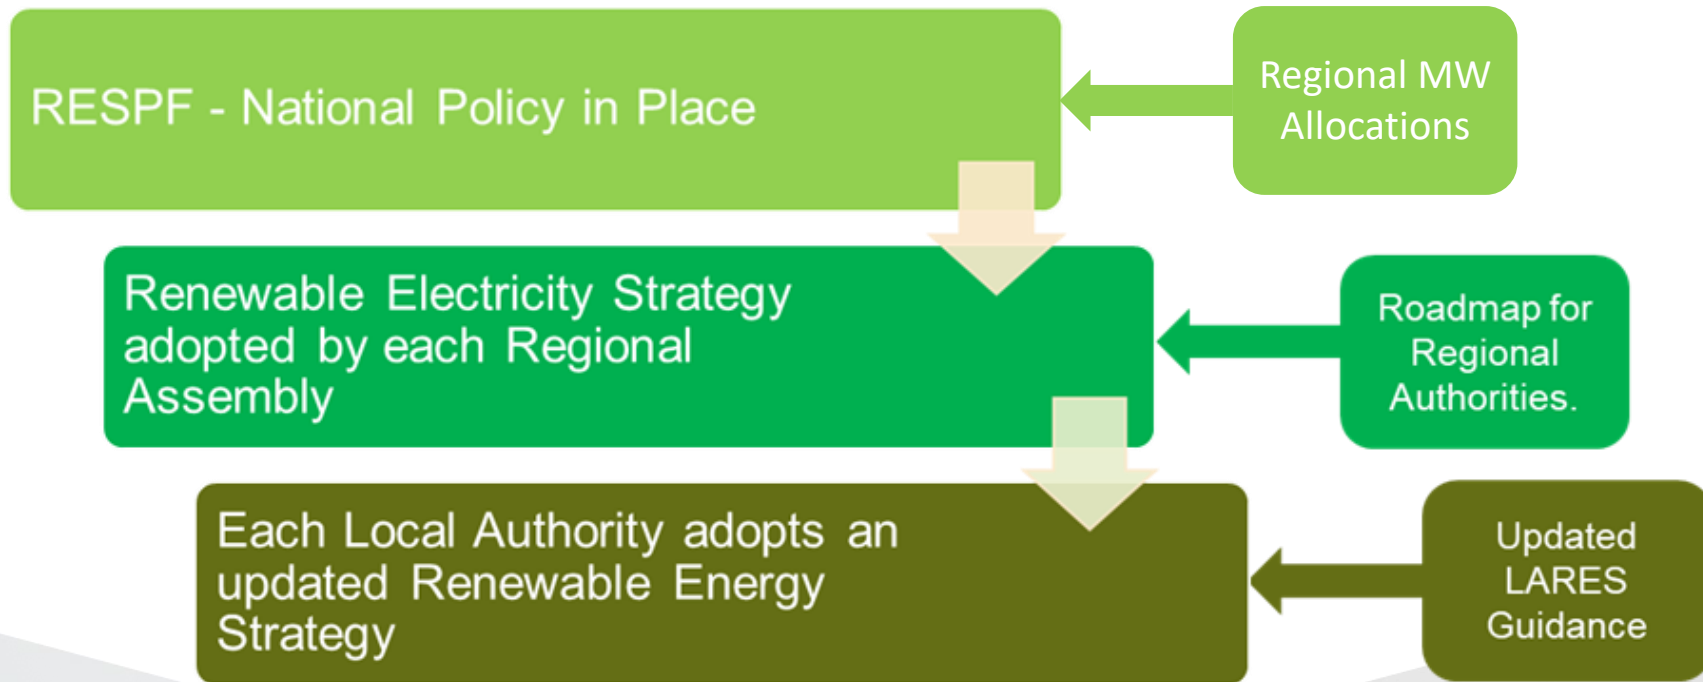 RESPF - National Policy in Place
Regional MW
Allocations
Renewable Electricity Strategy
adopted by each Regional
Assembly
Roadmap for
Regional
Authorities.
Each Local Authority adopts an
updated Renewable Energy
Strategy
Updated
LARES
Guidance